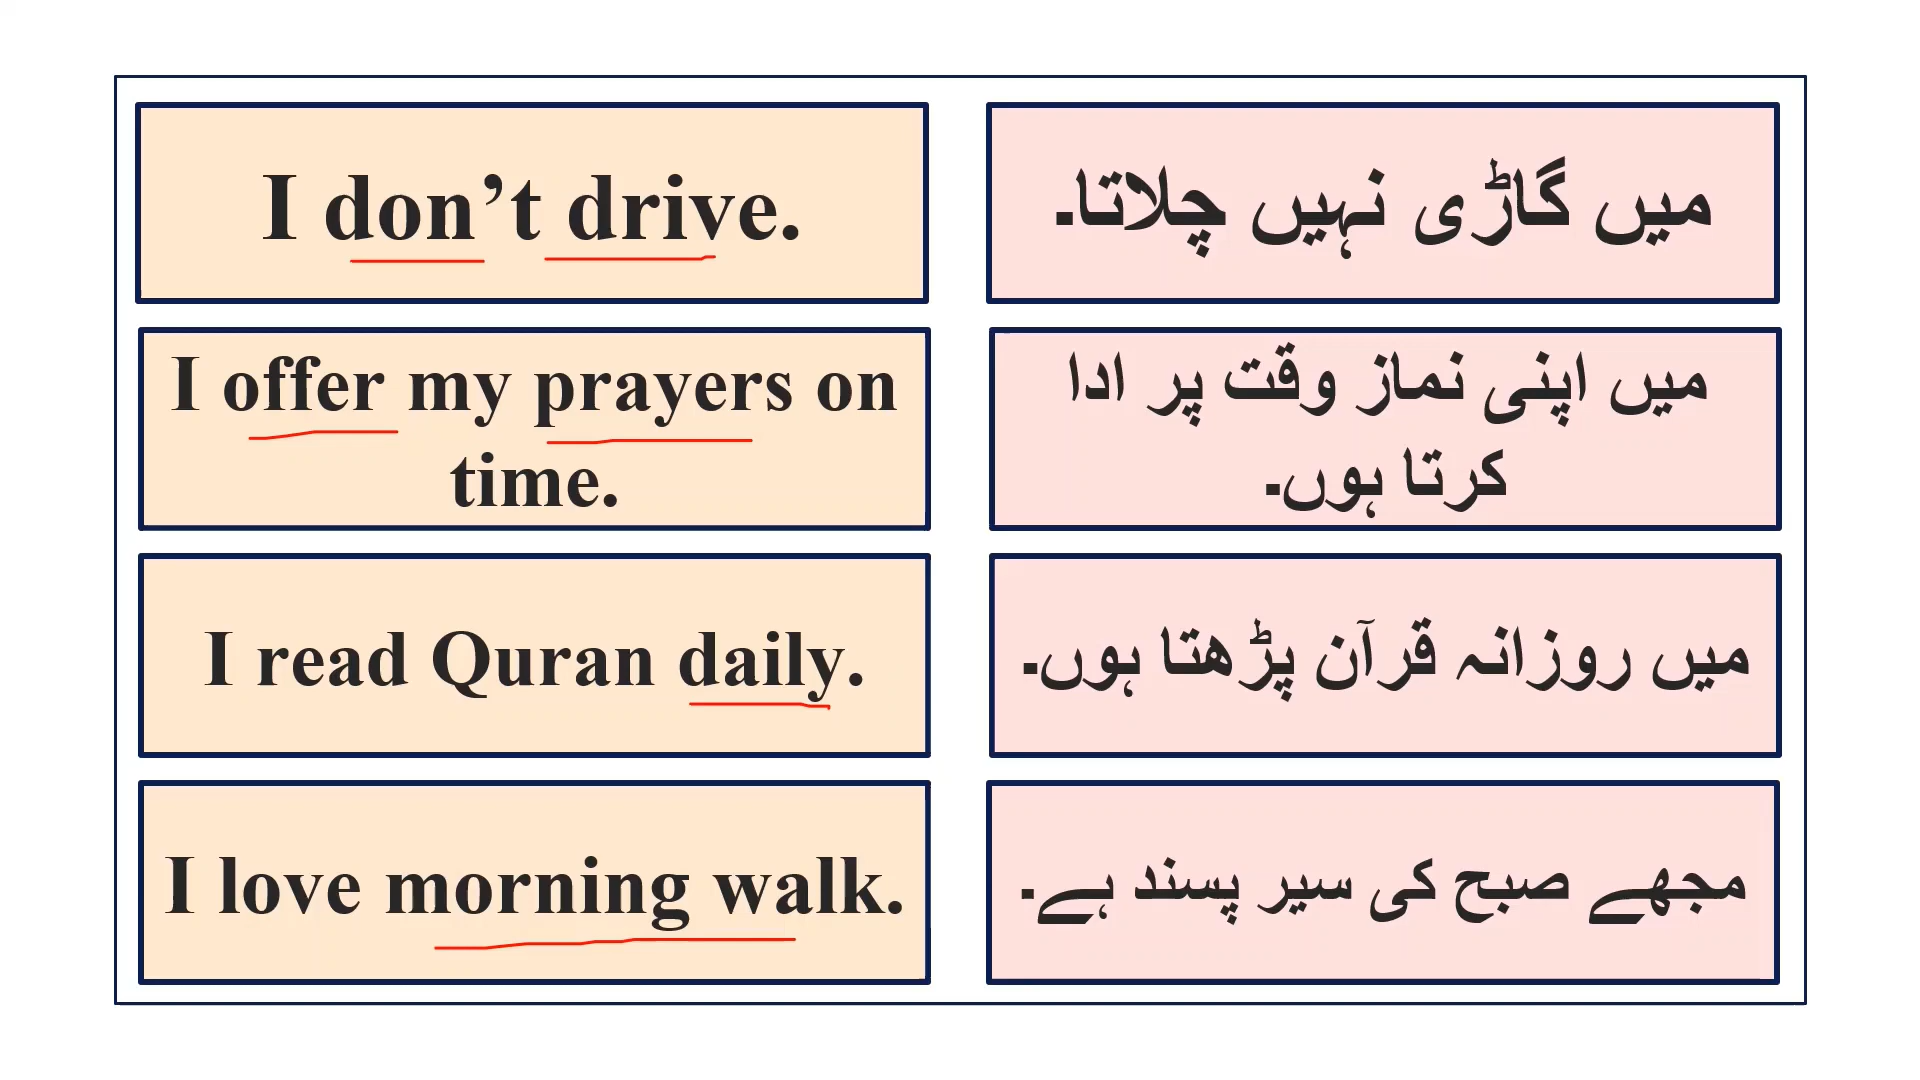 I don’t drive.
میں گاڑی نہیں چلاتا۔
I offer my prayers on
time.
میں اپنی نماز وقت پر ادا
کرتا ہوں۔
I read Quran daily.
میں روزانہ قرآن پڑھتا ہوں۔
I love morning walk.
مجھے صبح کی سیر پسند ہے۔